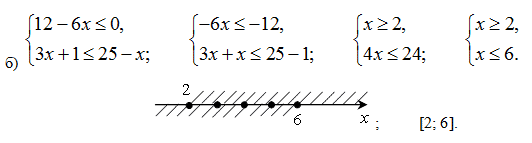 б) { 12 − 6x ≤ 0, 3x + 1 ≤ 25 − x; { −6x ≤ −12, 3x + x ≤ 25 − 1; { x ≥ 2, 4x ≤ 24; { x ≥ 2, x ≤ 6.
2 6 x ; [2; 6].